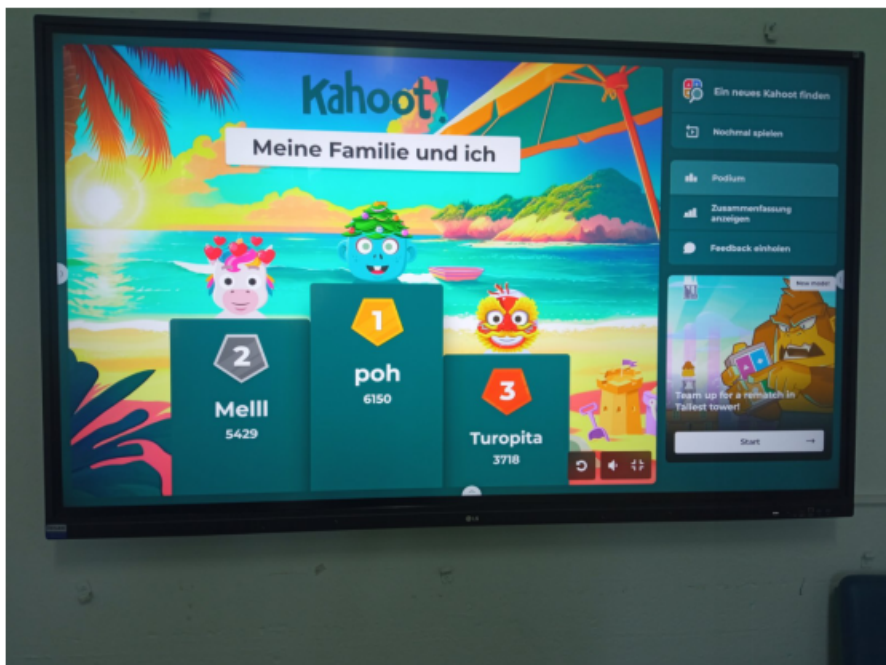 Kahoot!
Meine Familie und ich
1
poh
6150
2
Melll
5429
3
Turopita
3718
Ein neues Kahoot finden
Nochmal spielen
Podium
Zusammenfassung
anzeigen
Feedback einholen
New mode!
Team up for a rematch in
Tallest tower!
Start
LG